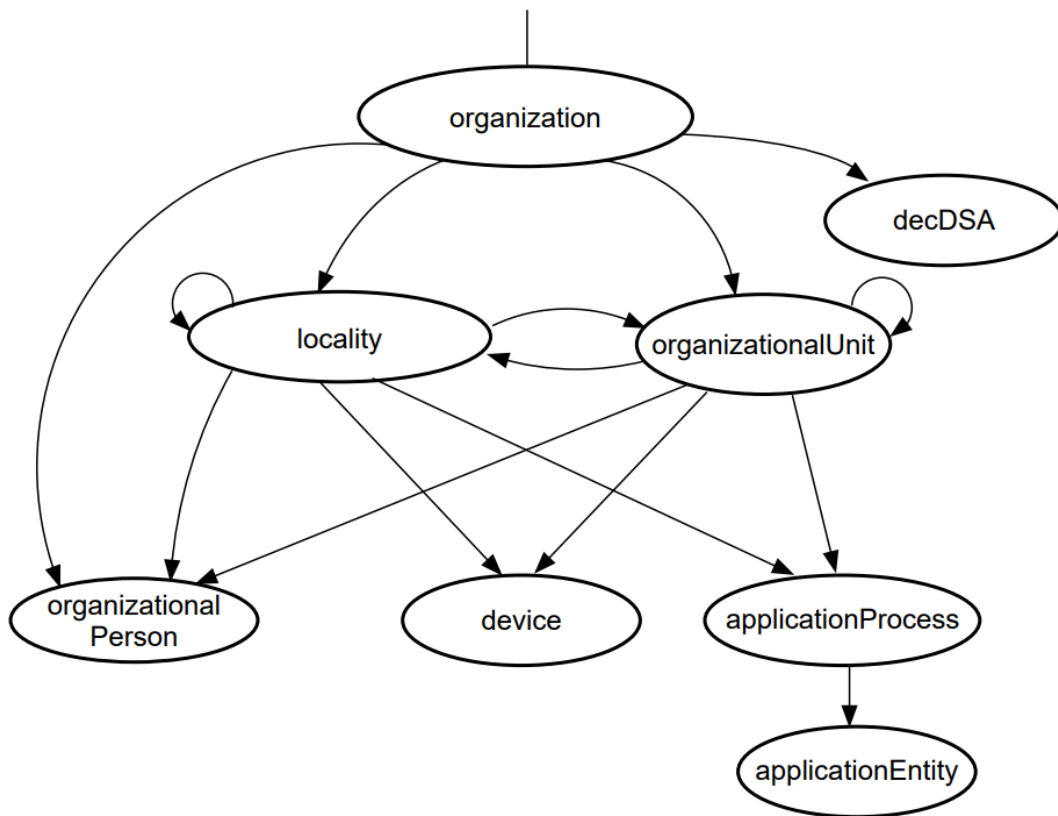 organization
decDSA
locality
organizationalUnit
organizational
Person
device
applicationProcess
applicationEntity